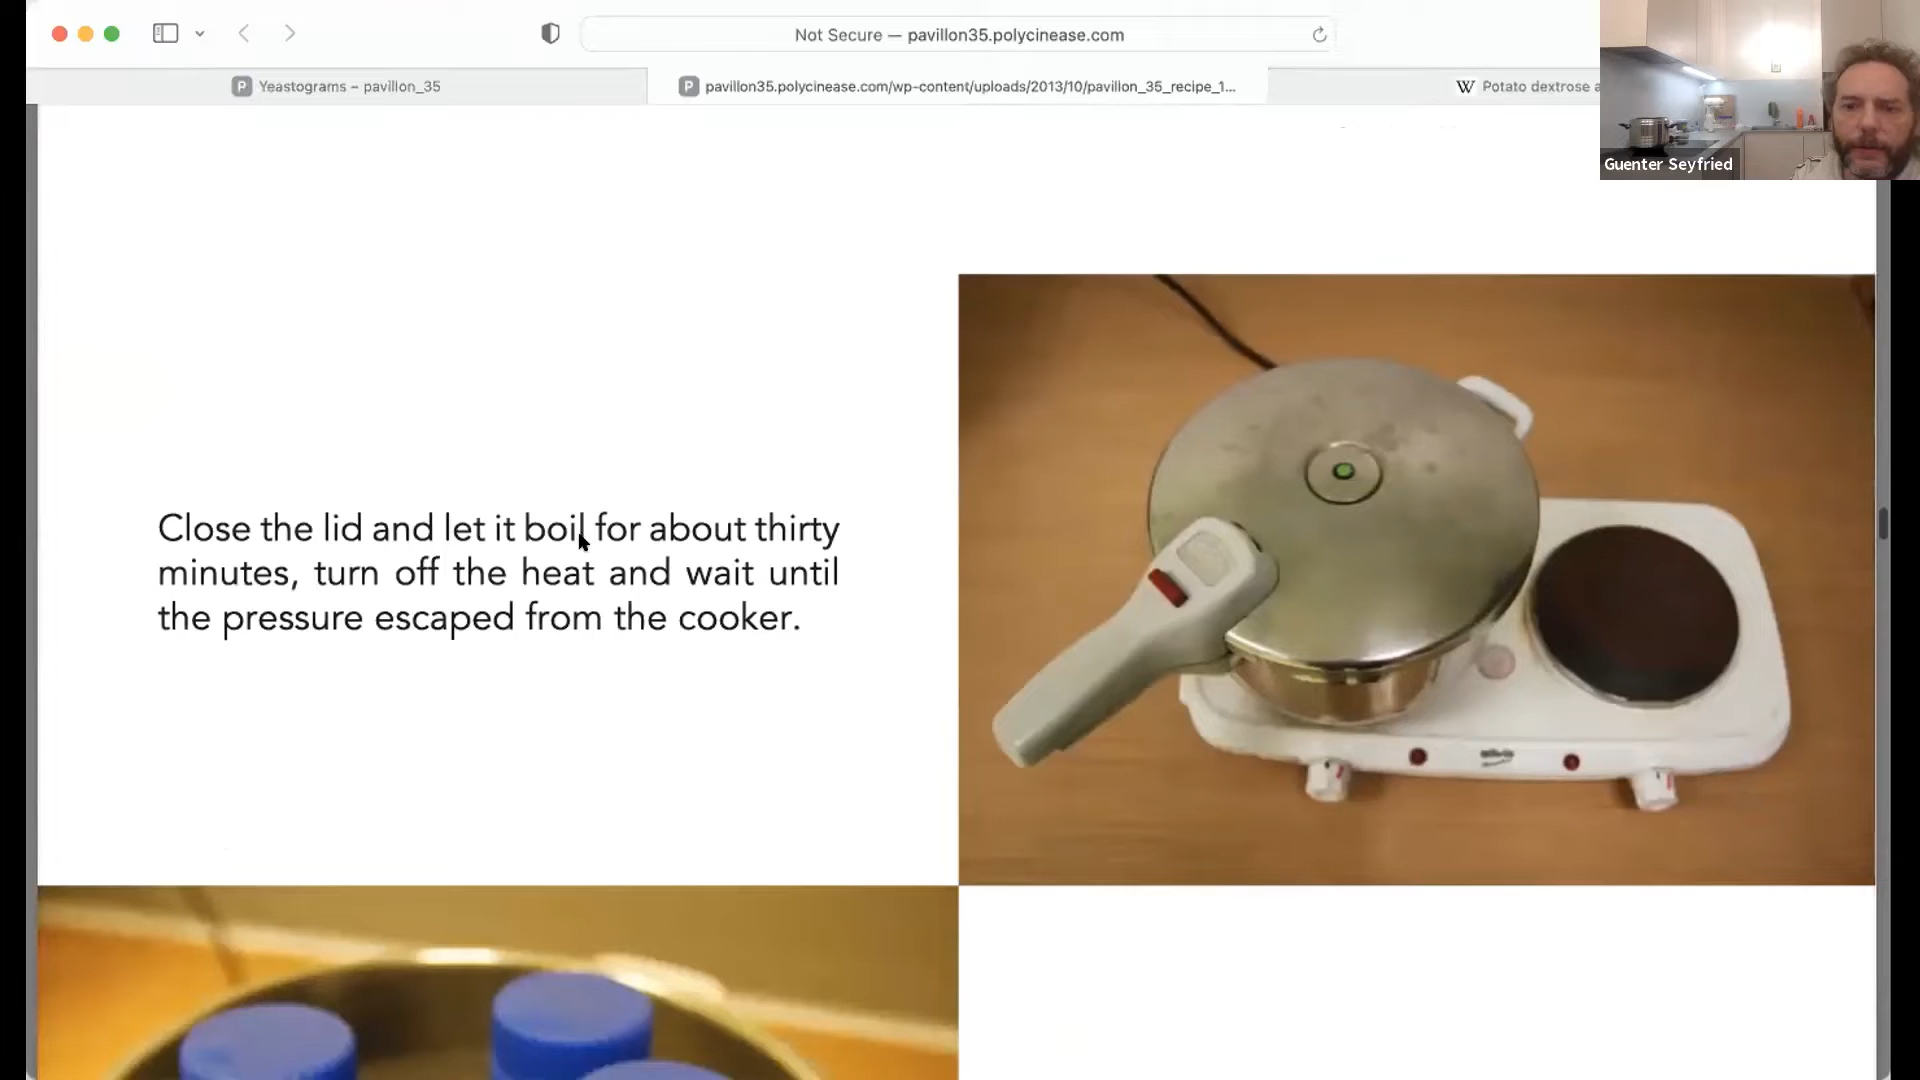 Not Secure — pavillon35.polycinease.com
Yeastograms – pavillon_35
pavillon35.polycinease.com/wp-content/uploads/2013/10/pavillon_35_recipe_1...
Potato dextrose a
Guenter Seyfried
Close the lid and let it boil for about thirty
minutes, turn off the heat and wait until
the pressure escaped from the cooker.